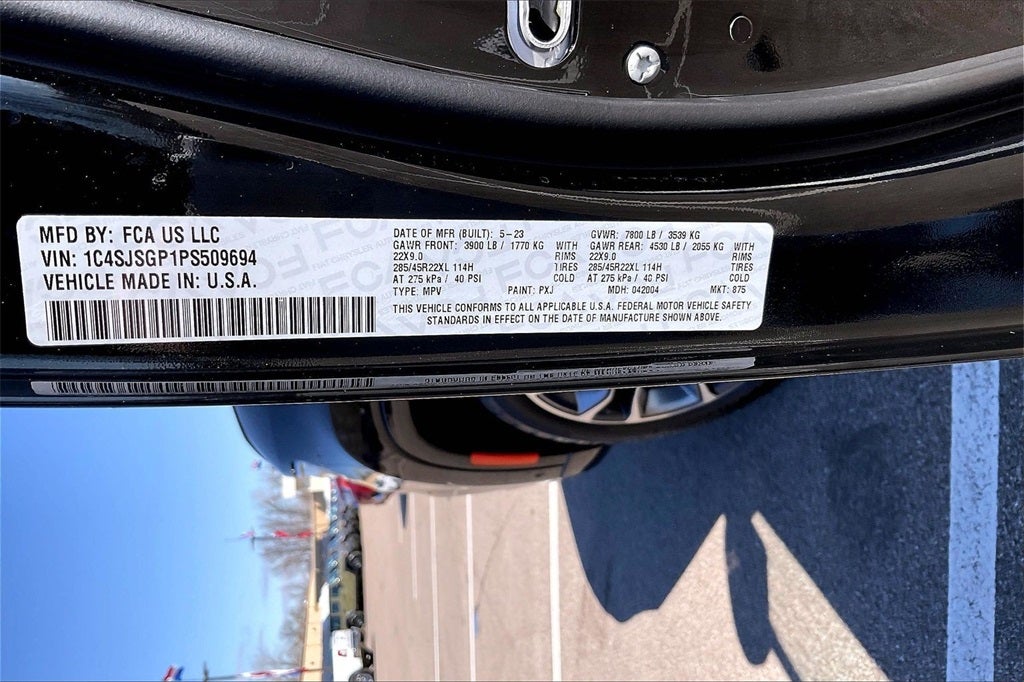 MFD BY: FCA US LLC
VIN: 1C4SJSGP1PS509694
VEHICLE MADE IN: U.S.A.
DATE OF MFR (BUILT): 5-23 GVWR: 7800 LB / 3539 KG
GAWR FRONT: 3900 LB / 1770 KG WITH GAWR REAR: 4530 LB / 2055 KG WITH
22X9.0 RIMS 22X9.0 RIMS
285/45R22XL 114H TIRES 285/45R22XL 114H TIRES
AT 275 kPa / 40 PSI COLD AT 275 kPa / 40 PSI COLD
TYPE: MPV PAINT: PXJ MDH: 042004 MKT: 875
THIS VEHICLE CONFORMS TO ALL APPLICABLE U.S.A. FEDERAL MOTOR VEHICLE SAFETY
STANDARDS IN EFFECT ON THE DATE OF MANUFACTURE SHOWN ABOVE.